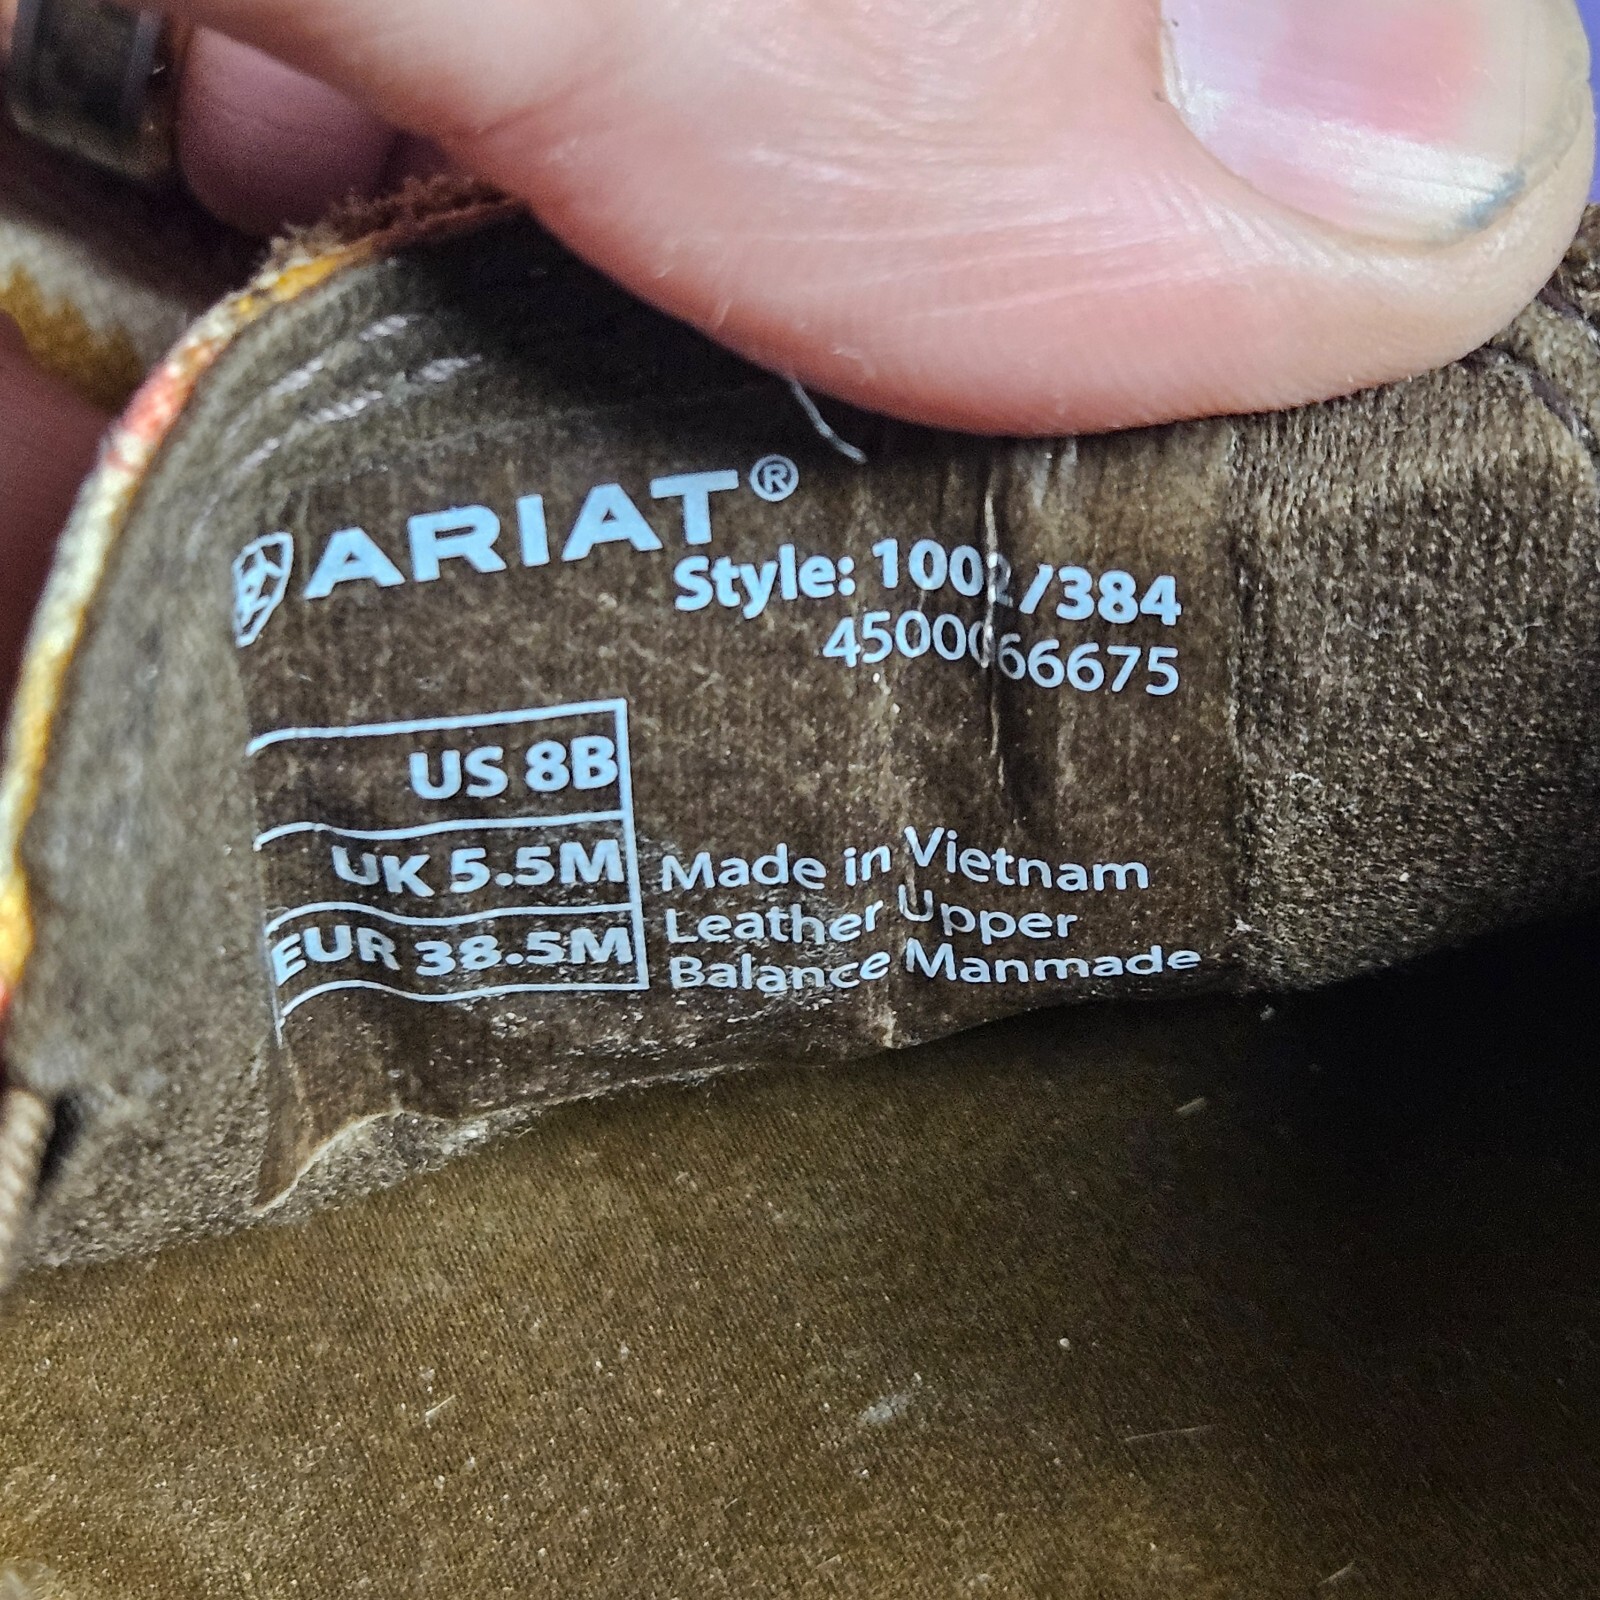 ARIAT®
Style: 1002/384
4500066675
US 8B
UK 5.5M
EUR 38.5M
Made in Vietnam
Leather Upper
Balance Manmade